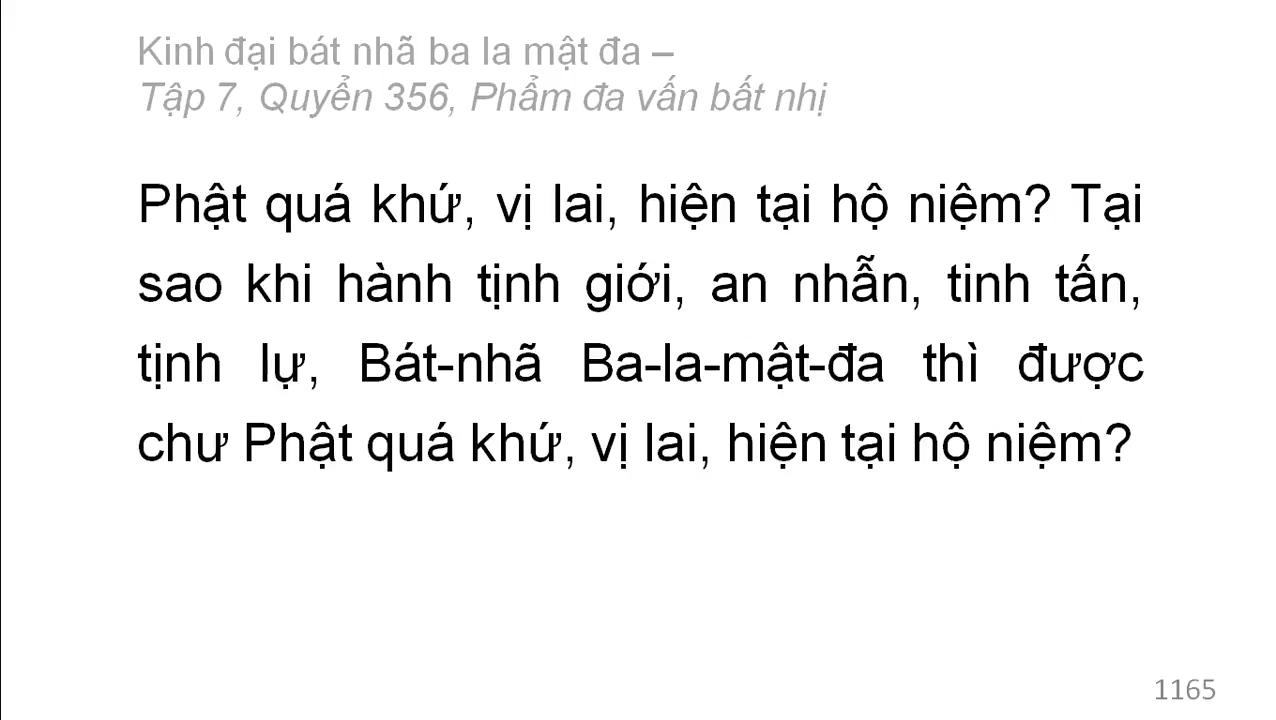 Kinh đại bát nhã ba la mật đa –
Tập 7, Quyển 356, Phẩm đa vấn bất nhị
Phật quá khứ, vị lai, hiện tại hộ niệm? Tại
sao khi hành tịnh giới, an nhẫn, tinh tấn,
tịnh lự, Bát-nhã Ba-la-mật-đa thì được
chư Phật quá khứ, vị lai, hiện tại hộ niệm?
1165